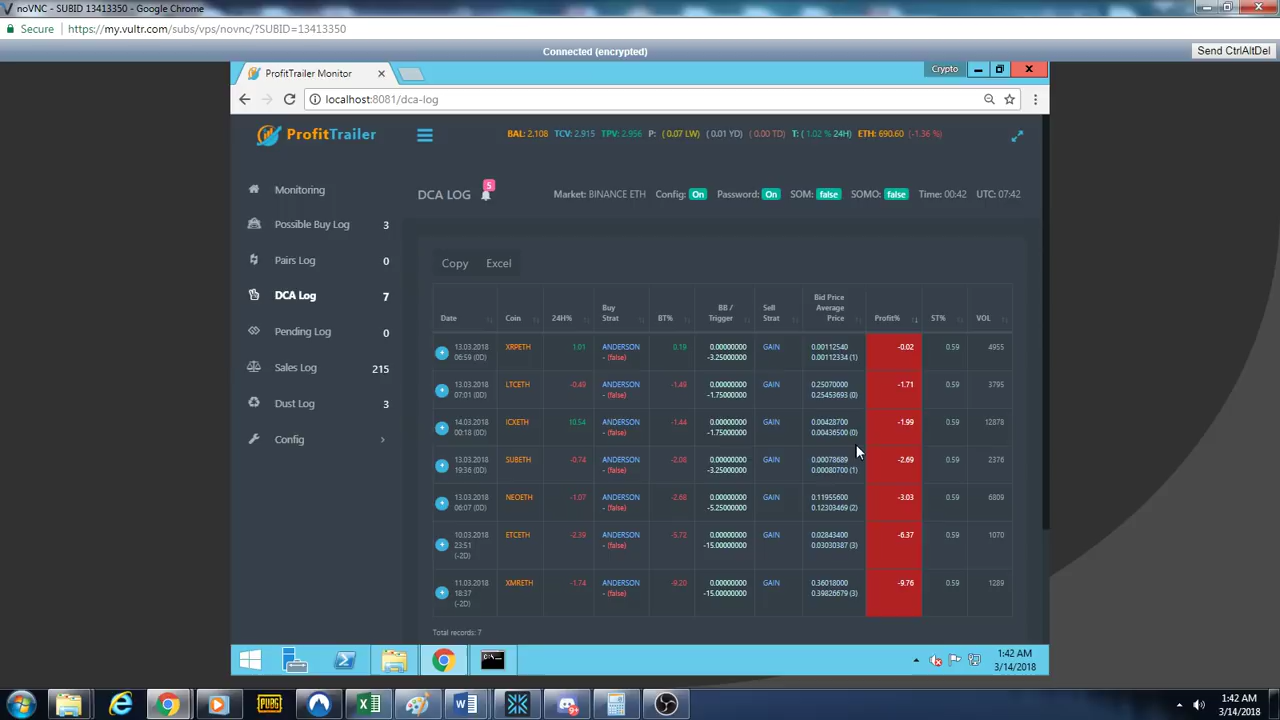 noVNC - SUBID 13413350 - Google Chrome
Secure https://my.vultr.com/subs/vps/novnc/?SUBID=13413350
Connected (encrypted) Send CtrlAltDel
ProfitTrailer Monitor Crypto
localhost:8081/dca-log
ProfitTrailer BAL: 2.108 TCV: 2.915 TPV: 2.956 P: ( 0.07 LW) ( 0.01 YD) ( 0.00 TD) T: ( 1.02 % 24H) ETH: 690.60 (-1.36 %)
Monitoring
Possible Buy Log 3
Pairs Log 0
DCA Log 7
Pending Log 0
Sales Log 215
Dust Log 3
Config
DCA LOG 5 Market: BINANCE ETH Config: On Password: On SOM: false SOMO: false Time: 00:42 UTC: 07:42
Copy Excel
Date Coin 24H% Buy Strat BT% BB / Trigger Sell Strat Bid Price Average Price Profit% ST% VOL
13.03.2018 XRPETH 1.01 ANDERSON 0.19 0.00000000 GAIN 0.00112540 -0.02 0.59 4955
06:59 (0D) - (false) -3.25000000 0.00112334 (1)
13.03.2018 LTCETH -0.49 ANDERSON -1.49 0.00000000 GAIN 0.25070000 -1.71 0.59 3795
07:01 (0D) - (false) -1.75000000 0.25453693 (0)
14.03.2018 ICXETH 10.54 ANDERSON -1.44 0.00000000 GAIN 0.00428700 -1.99 0.59 12878
00:18 (0D) - (false) -1.75000000 0.00436500 (0)
13.03.2018 SUBETH -0.74 ANDERSON -2.08 0.00000000 GAIN 0.00078689 -2.69 0.59 2376
19:36 (0D) - (false) -3.25000000 0.00080700 (1)
13.03.2018 NEOETH -1.07 ANDERSON -2.68 0.00000000 GAIN 0.11955600 -3.03 0.59 6809
06:07 (0D) - (false) -5.25000000 0.12303469 (2)
10.03.2018 ETCETH -2.39 ANDERSON -5.72 0.00000000 GAIN 0.02843400 -6.37 0.59 1070
23:51 - (false) -15.00000000 0.03030387 (3)
(-2D)
11.03.2018 XMRETH -1.74 ANDERSON -9.20 0.00000000 GAIN 0.36018000 -9.76 0.59 1289
18:37 - (false) -15.00000000 0.39826679 (3)
(-2D)
Total records: 7
1:42 AM
3/14/2018
PUBG
1:42 AM
3/14/2018